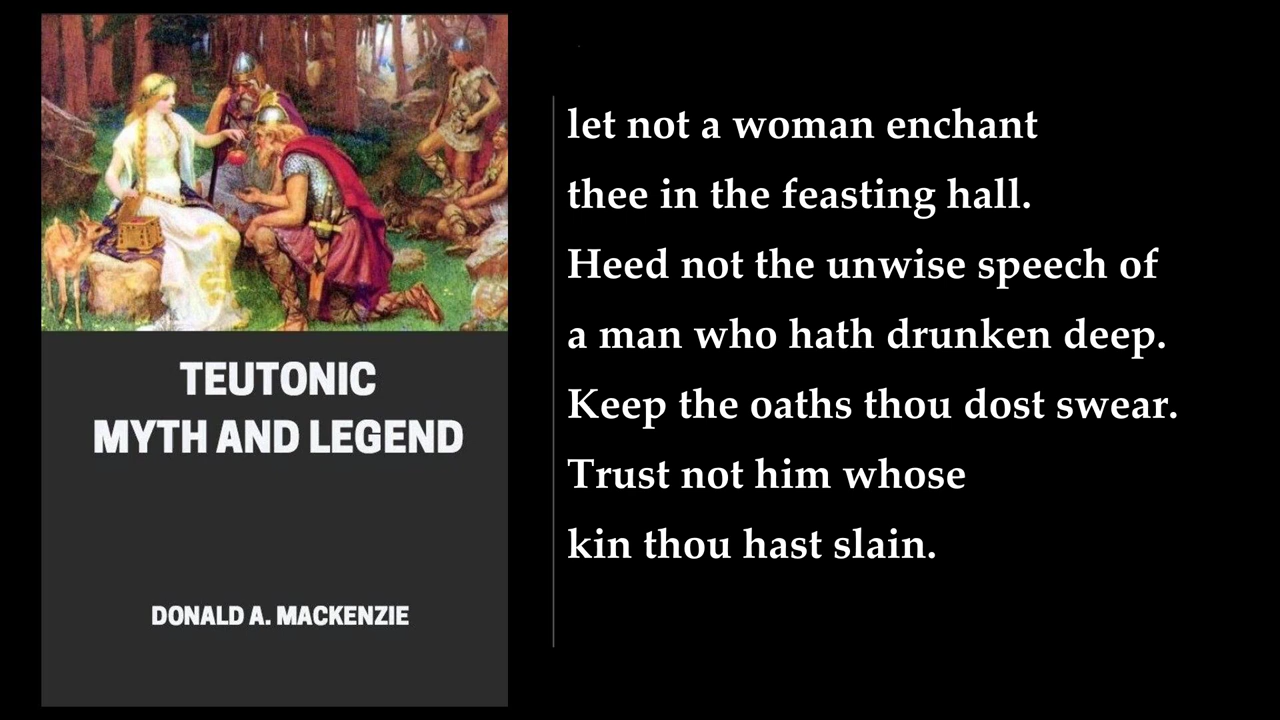 TEUTONIC
MYTH AND LEGEND
DONALD A. MACKENZIE
let not a woman enchant
thee in the feasting hall.
Heed not the unwise speech of
a man who hath drunken deep.
Keep the oaths thou dost swear.
Trust not him whose
kin thou hast slain.